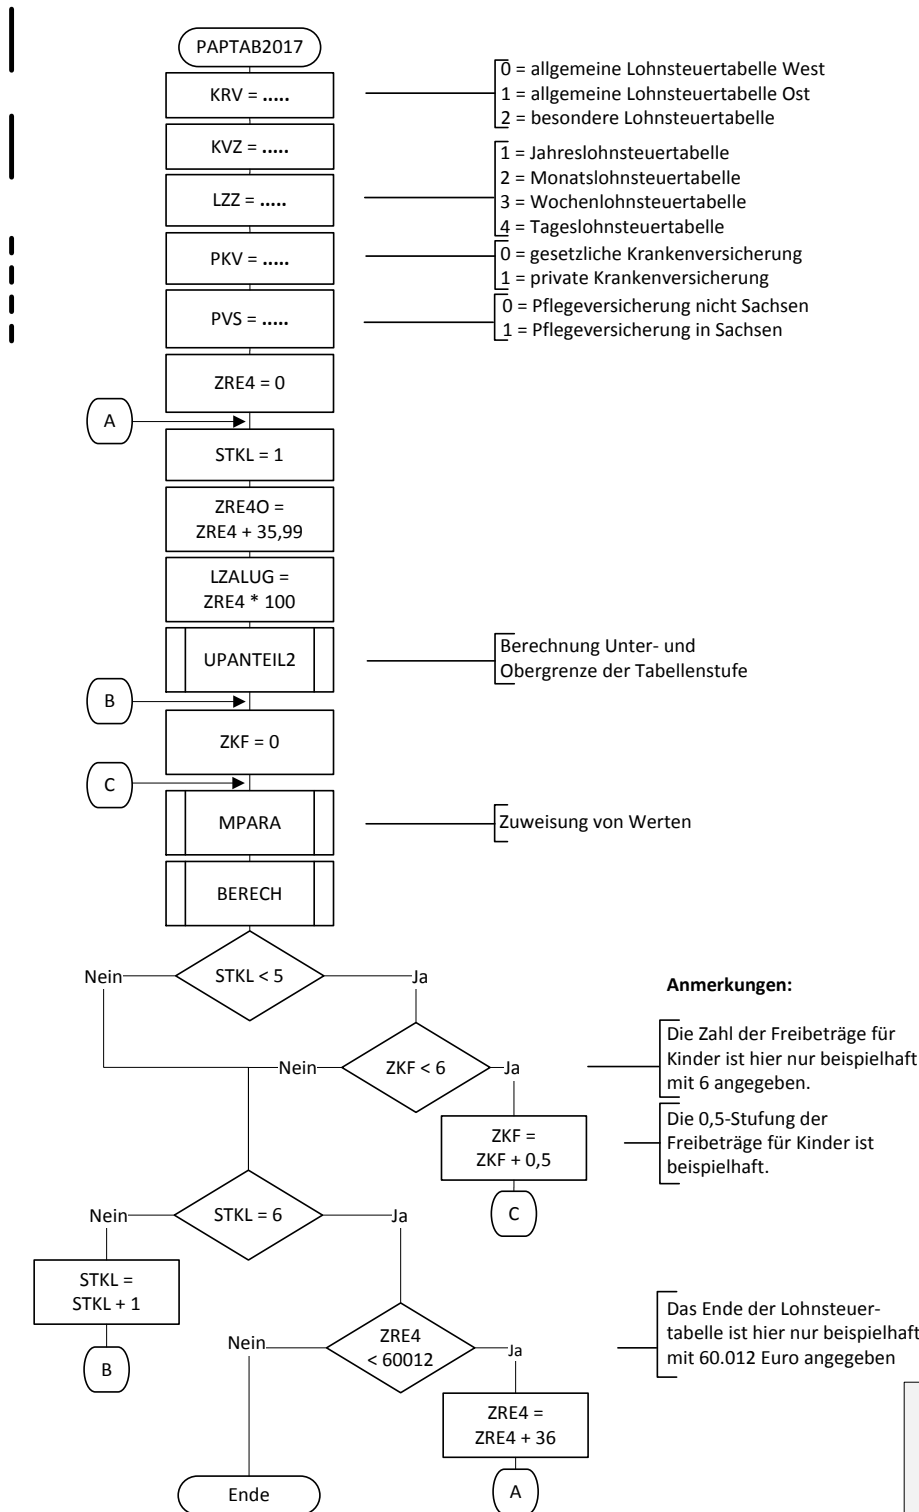 PAPTAB2017
KRV = .....
0 = allgemeine Lohnsteuertabelle West
1 = allgemeine Lohnsteuertabelle Ost
2 = besondere Lohnsteuertabelle
KVZ = .....
LZZ = .....
1 = Jahreslohnsteuertabelle
2 = Monatslohnsteuertabelle
3 = Wochenlohnsteuertabelle
4 = Tageslohnsteuertabelle
PKV = .....
0 = gesetzliche Krankenversicherung
1 = private Krankenversicherung
PVS = .....
0 = Pflegeversicherung nicht Sachsen
1 = Pflegeversicherung in Sachsen
ZRE4 = 0
A
STKL = 1
ZRE4O =
ZRE4 + 35,99
LZALUG =
ZRE4 * 100
UPANTEIL2
Berechnung Unter- und
Obergrenze der Tabellenstufe
B
ZKF = 0
C
MPARA
Zuweisung von Werten
BERECH
Nein
STKL < 5
Ja
Anmerkungen:
Nein
ZKF < 6
Ja
Die Zahl der Freibeträge für
Kinder ist hier nur beispielhaft
mit 6 angegeben.
ZKF =
ZKF + 0,5
Die 0,5-Stufung der
Freibeträge für Kinder ist
beispielhaft.
C
Nein
STKL = 6
Ja
STKL =
STKL + 1
B
Nein
ZRE4
< 60012
Ja
Das Ende der Lohnsteuer-
tabelle ist hier nur beispielhaft
mit 60.012 Euro angegeben
ZRE4 =
ZRE4 + 36
Ende
A